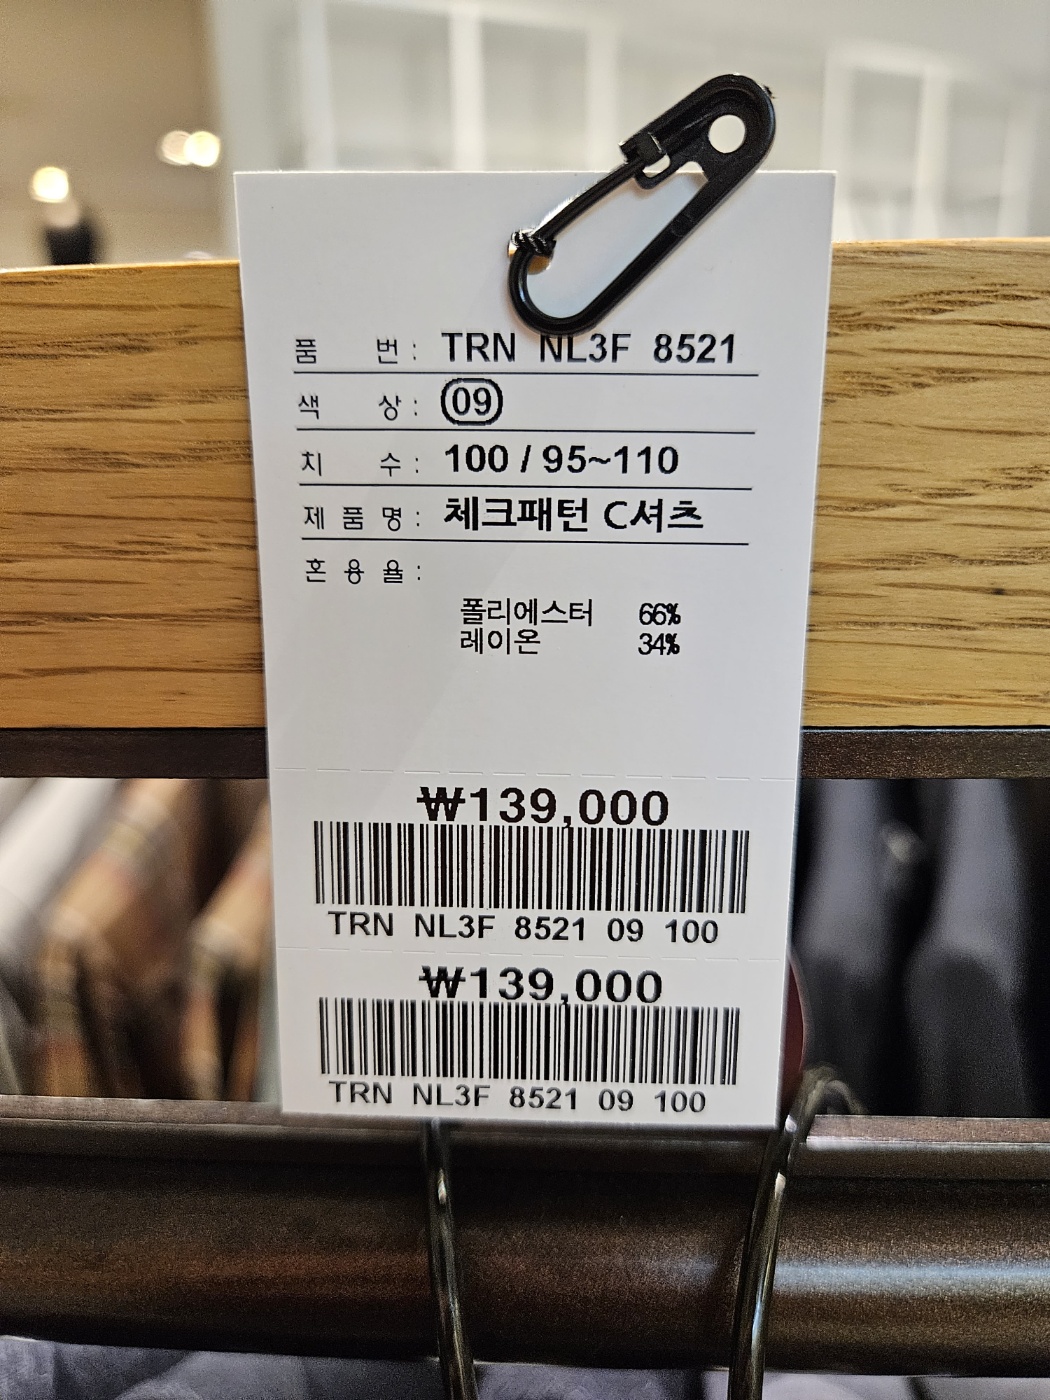 품 번 : TRN NL3F 8521
색 상 : 09
치 수 : 100 / 95~110
제 품 명 : 체크패턴 C셔츠
혼 용 율 :
폴리에스터 66%
레이온 34%
₩139,000
TRN NL3F 8521 09 100
₩139,000
TRN NL3F 8521 09 100